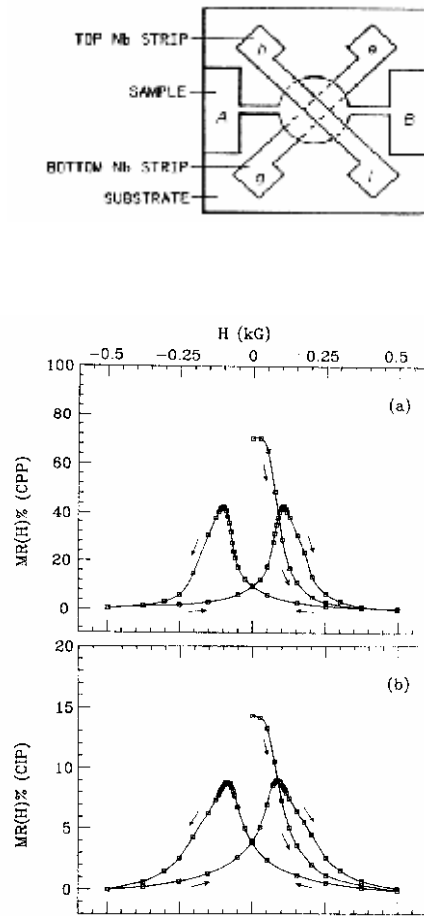 TOP Nb STRIP
h
e
SAMPLE
A
B
BOTTOM Nb STRIP
g
i
SUBSTRATE
H (kG)
−0.5 −0.25 0 0.25 0.5
100
(a)
80
60
MR(H)% (CPP)
40
20
0
20
(b)
15
MR(H)% (CIP)
10
5
0